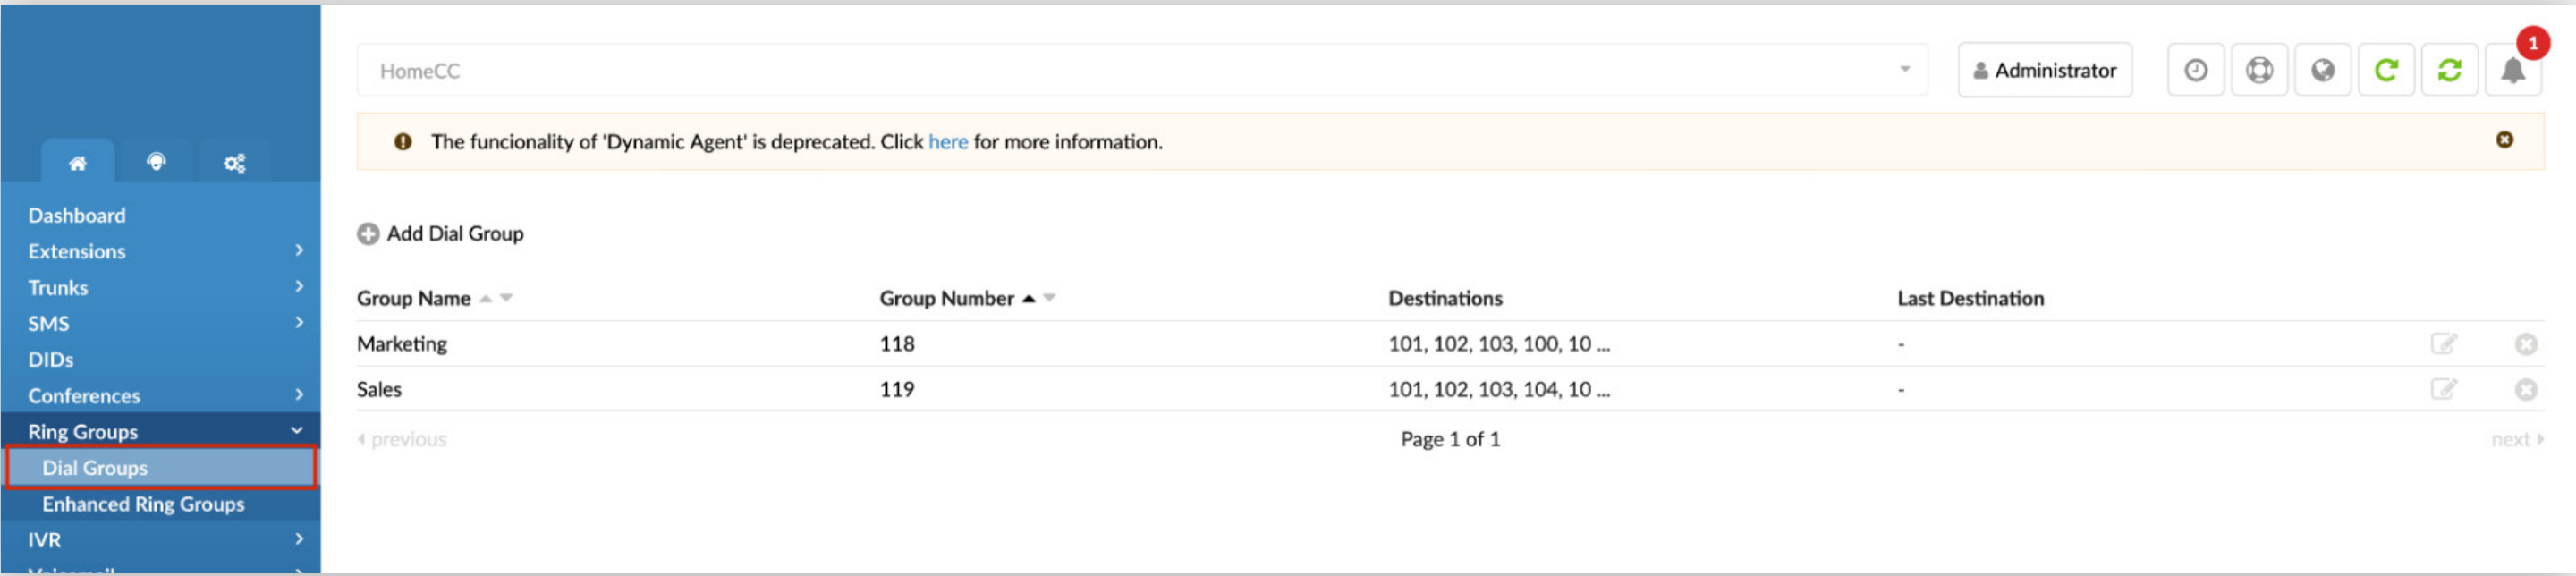 HomeCC
Administrator
1
The funcionality of 'Dynamic Agent' is deprecated. Click here for more information.
Dashboard
Extensions
Trunks
SMS
DIDs
Conferences
Ring Groups
Dial Groups
Enhanced Ring Groups
IVR
Add Dial Group
Group Name Group Number Destinations Last Destination
Marketing 118 101, 102, 103, 100, 10 ... -
Sales 119 101, 102, 103, 104, 10 ... -
previous Page 1 of 1 next